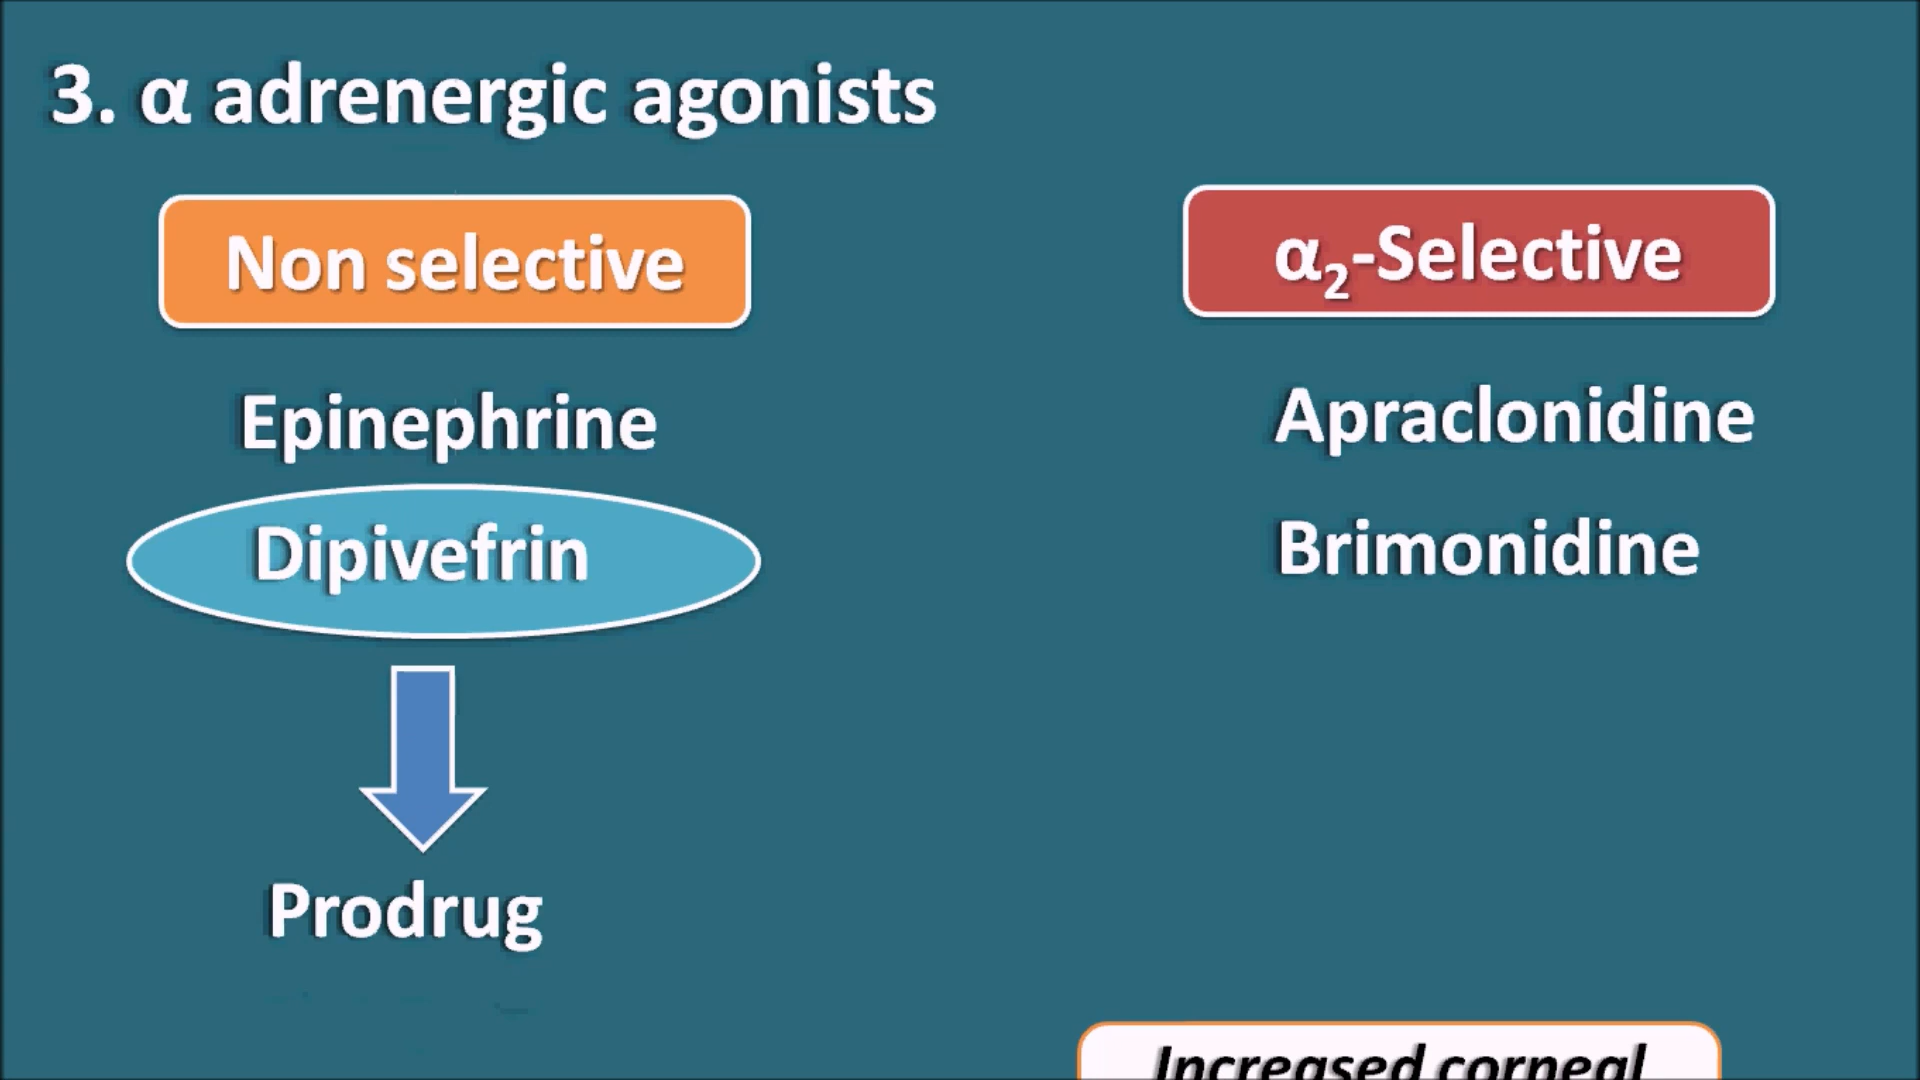 3. α adrenergic agonists
Non selective
α₂-Selective
Epinephrine
Apraclonidine
Dipivefrin
Brimonidine
Prodrug
Increased corneal